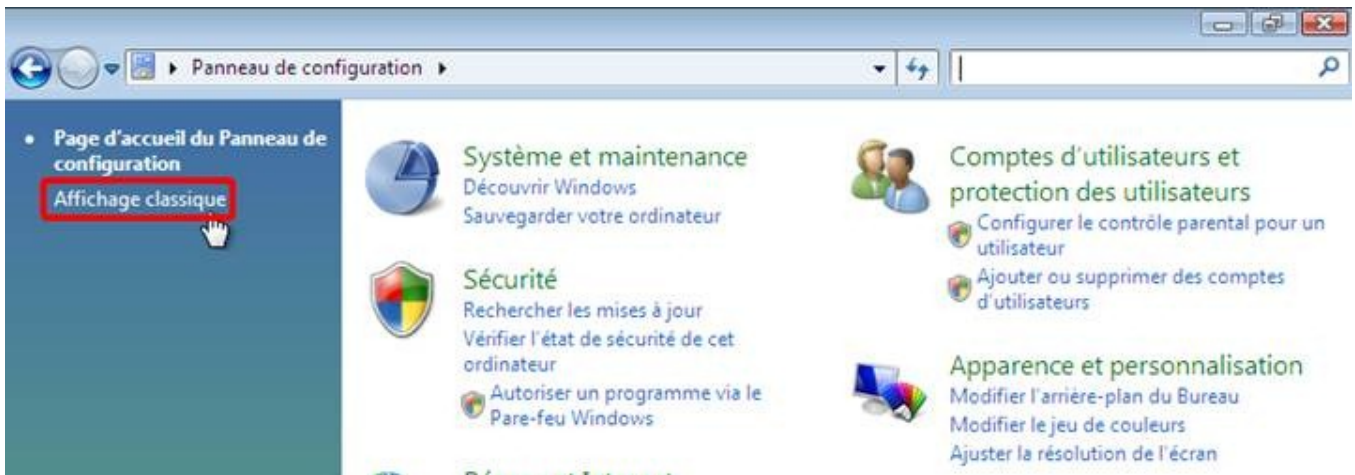 Panneau de configuration
Page d'accueil du Panneau de
configuration
Affichage classique
Système et maintenance
Découvrir Windows
Sauvegarder votre ordinateur
Sécurité
Rechercher les mises à jour
Vérifier l'état de sécurité de cet
ordinateur
Autoriser un programme via le
Pare-feu Windows
Comptes d'utilisateurs et
protection des utilisateurs
Configurer le contrôle parental pour un
utilisateur
Ajouter ou supprimer des comptes
d'utilisateurs
Apparence et personnalisation
Modifier l'arrière-plan du Bureau
Modifier le jeu de couleurs
Ajuster la résolution de l'écran